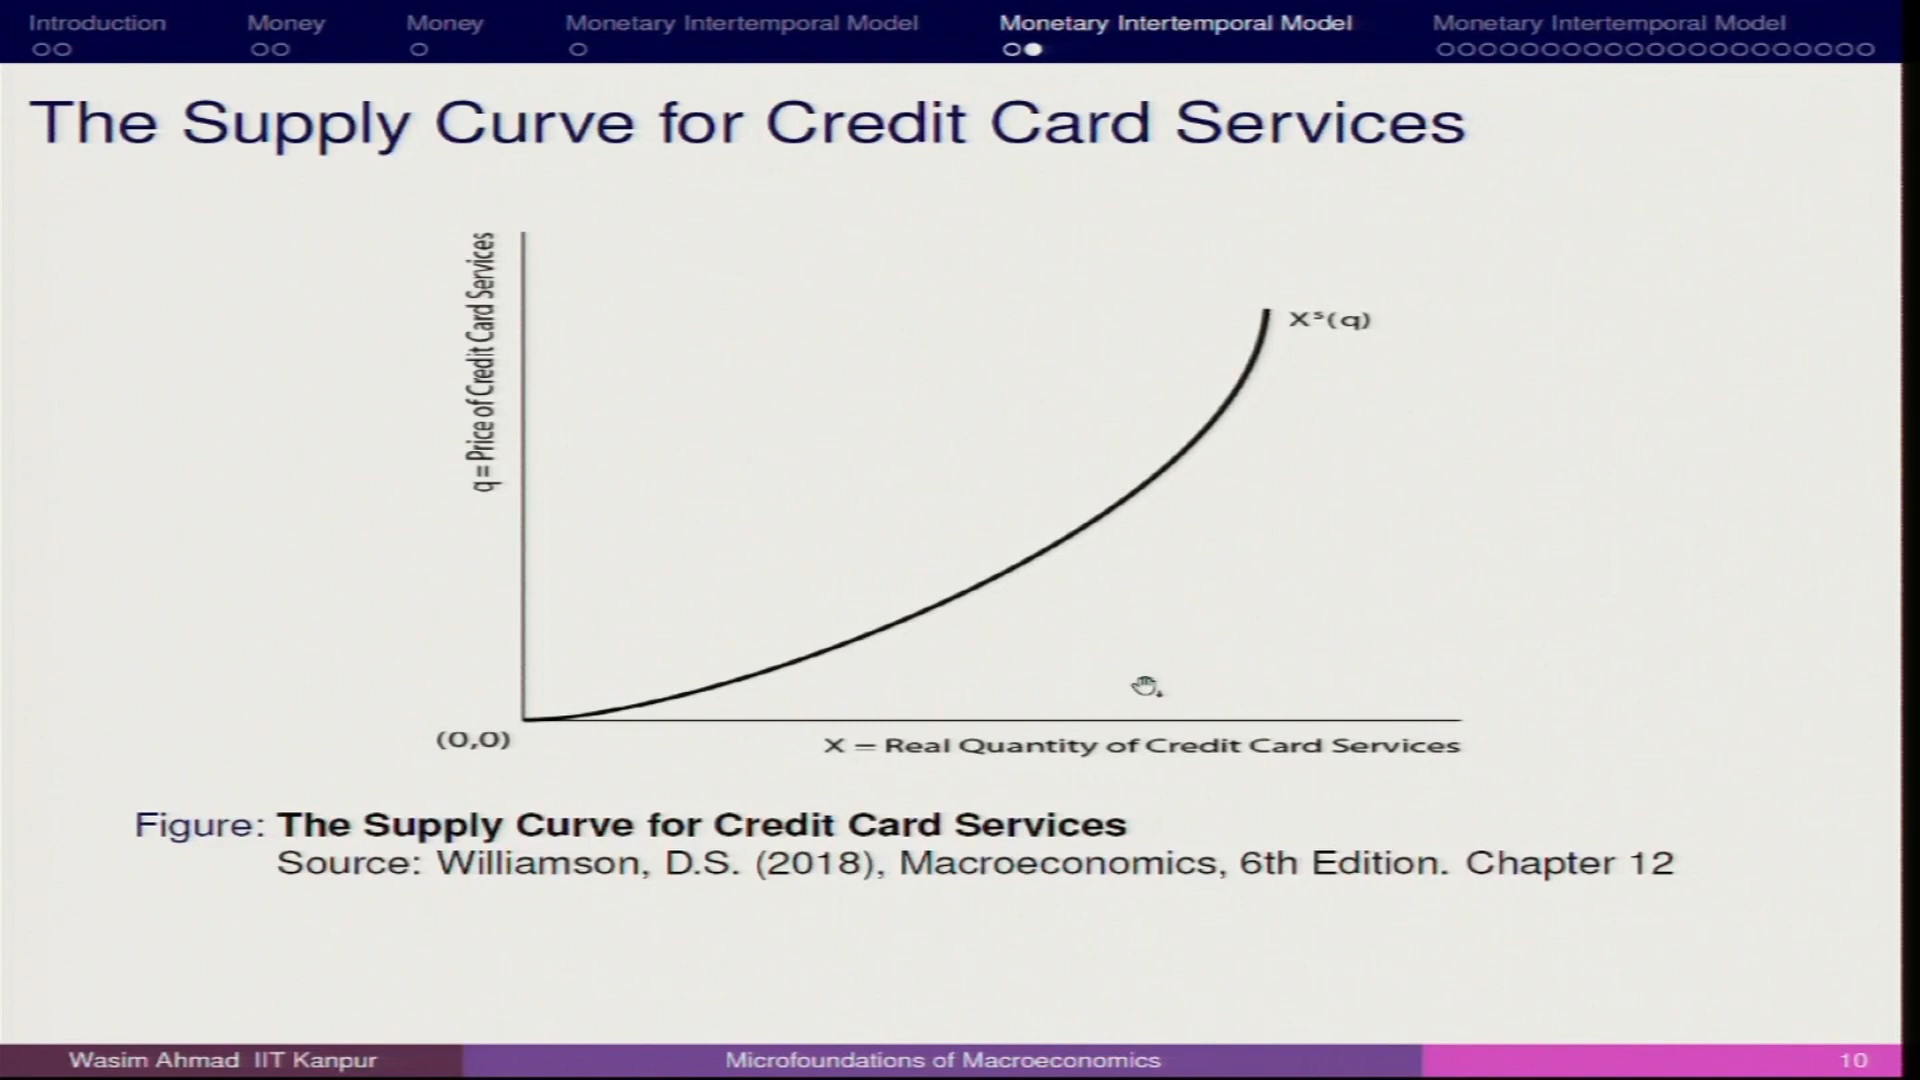 Introduction
Money
Money
Monetary Intertemporal Model
Monetary Intertemporal Model
Monetary Intertemporal Model
The Supply Curve for Credit Card Services
q = Price of Credit Card Services
Xˢ(q)
(0,0)
X = Real Quantity of Credit Card Services
Figure: The Supply Curve for Credit Card Services
Source: Williamson, D.S. (2018), Macroeconomics, 6th Edition. Chapter 12
Wasim Ahmad IIT Kanpur
Microfoundations of Macroeconomics
10